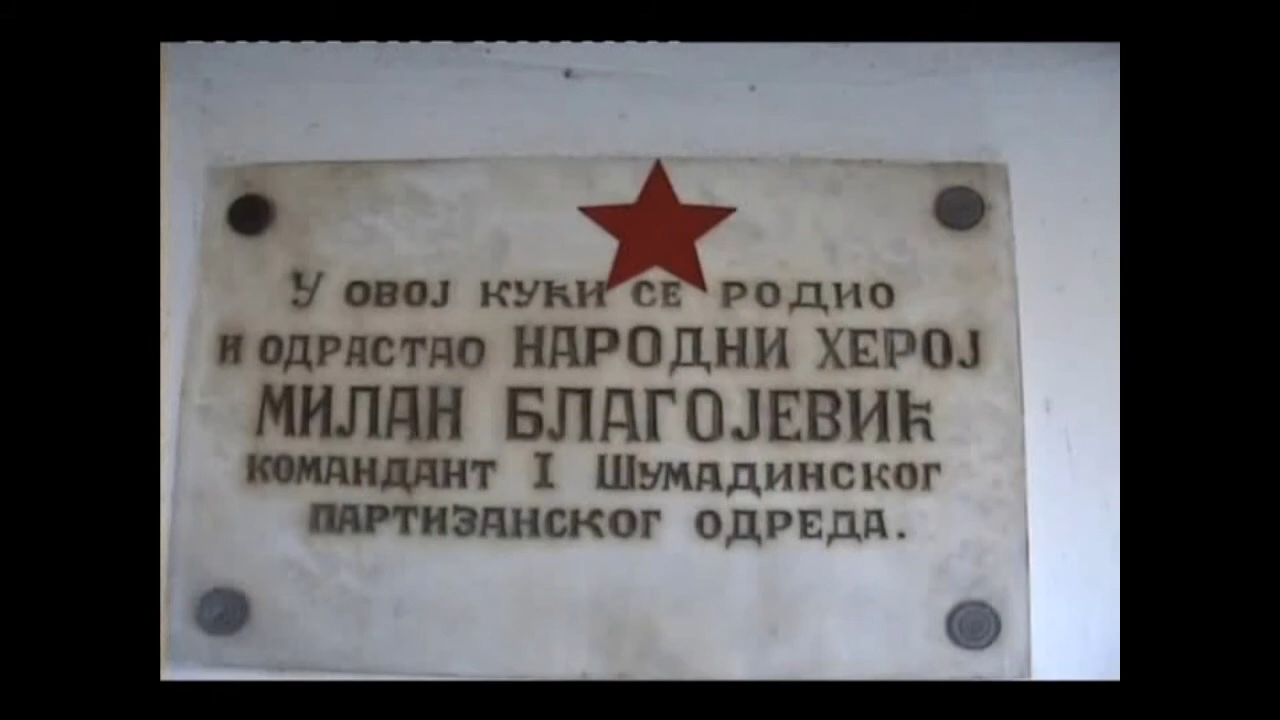 У ОВОЈ КУЋИ СЕ РОДИО
И ОДРАСТАО НАРОДНИ ХЕРОЈ
МИЛАН БЛАГОЈЕВИЋ
КОМАНДАНТ I ШУМАДИНСКОГ
ПАРТИЗАНСКОГ ОДРЕДА.